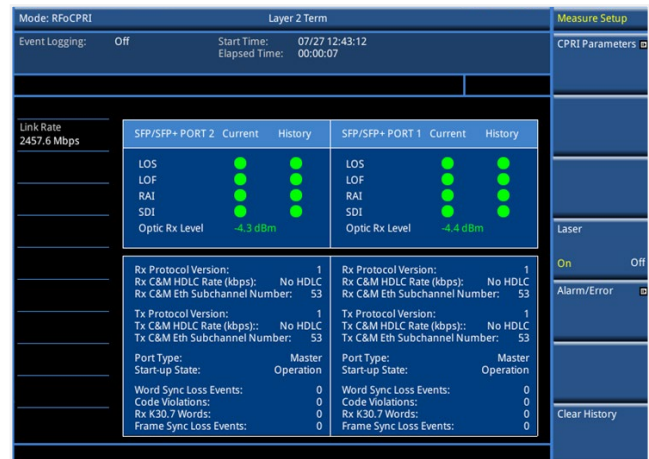 Mode: RFoCPRI Layer 2 Term Measure Setup
Event Logging: Off Start Time: 07/27 12:43:12 CPRI Parameters
Elapsed Time: 00:00:07
Link Rate
2457.6 Mbps
SFP/SFP+ PORT 2 Current History SFP/SFP+ PORT 1 Current History
LOS LOS
LOF LOF
RAI RAI
SDI SDI
Optic Rx Level -4.3 dBm Optic Rx Level -4.4 dBm
Laser
On Off
Rx Protocol Version: 1 Rx Protocol Version: 1
Rx C&M HDLC Rate (kbps): No HDLC Rx C&M HDLC Rate (kbps): No HDLC
Rx C&M Eth Subchannel Number: 53 Rx C&M Eth Subchannel Number: 53
Alarm/Error
Tx Protocol Version: 1 Tx Protocol Version: 1
Tx C&M HDLC Rate (kbps):: No HDLC Tx C&M HDLC Rate (kbps):: No HDLC
Tx C&M Eth Subchannel Number: 53 Tx C&M Eth Subchannel Number: 53
Port Type: Master Port Type: Master
Start-up State: Operation Start-up State: Operation
Word Sync Loss Events: 0 Word Sync Loss Events: 0
Code Violations: 0 Code Violations: 0
Rx K30.7 Words: 0 Rx K30.7 Words: 0
Frame Sync Loss Events: 0 Frame Sync Loss Events: 0
Clear History